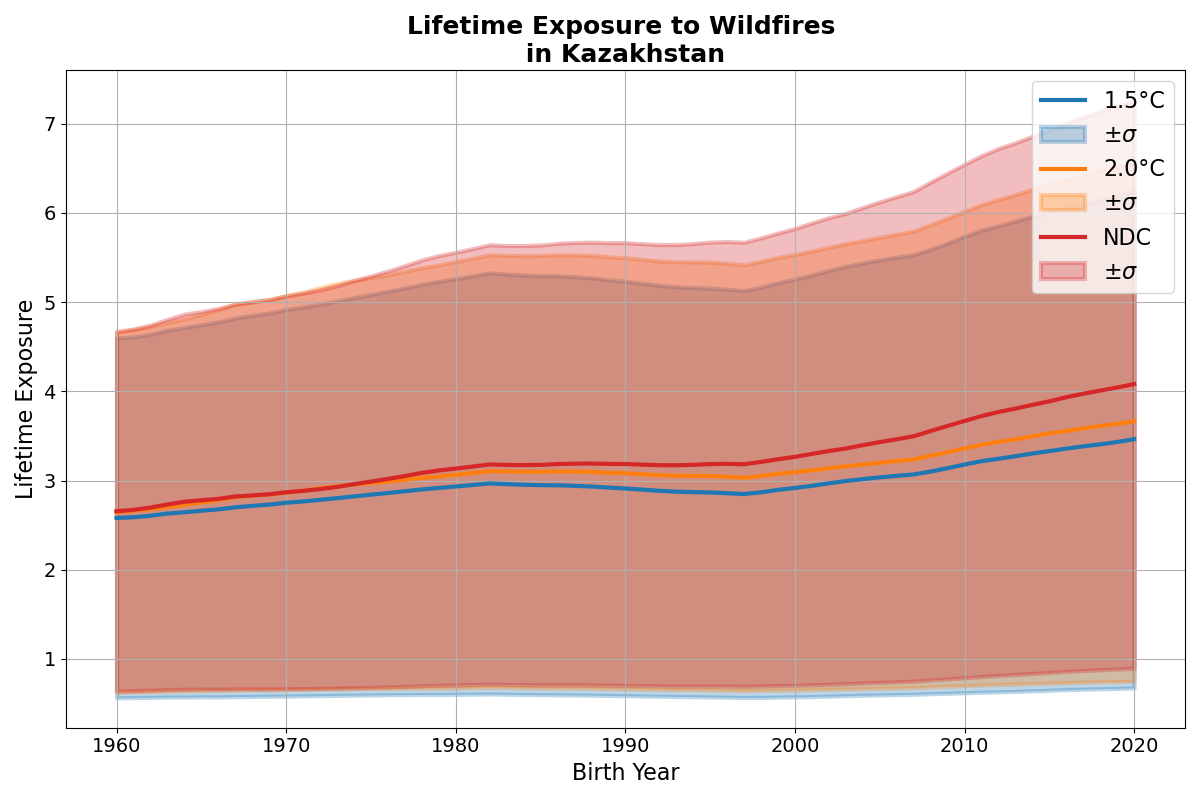 Lifetime Exposure to Wildfires
in Kazakhstan
1.5°C
±σ
2.0°C
±σ
NDC
±σ
Lifetime Exposure
7
6
5
4
3
2
1
1960 1970 1980 1990 2000 2010 2020
Birth Year